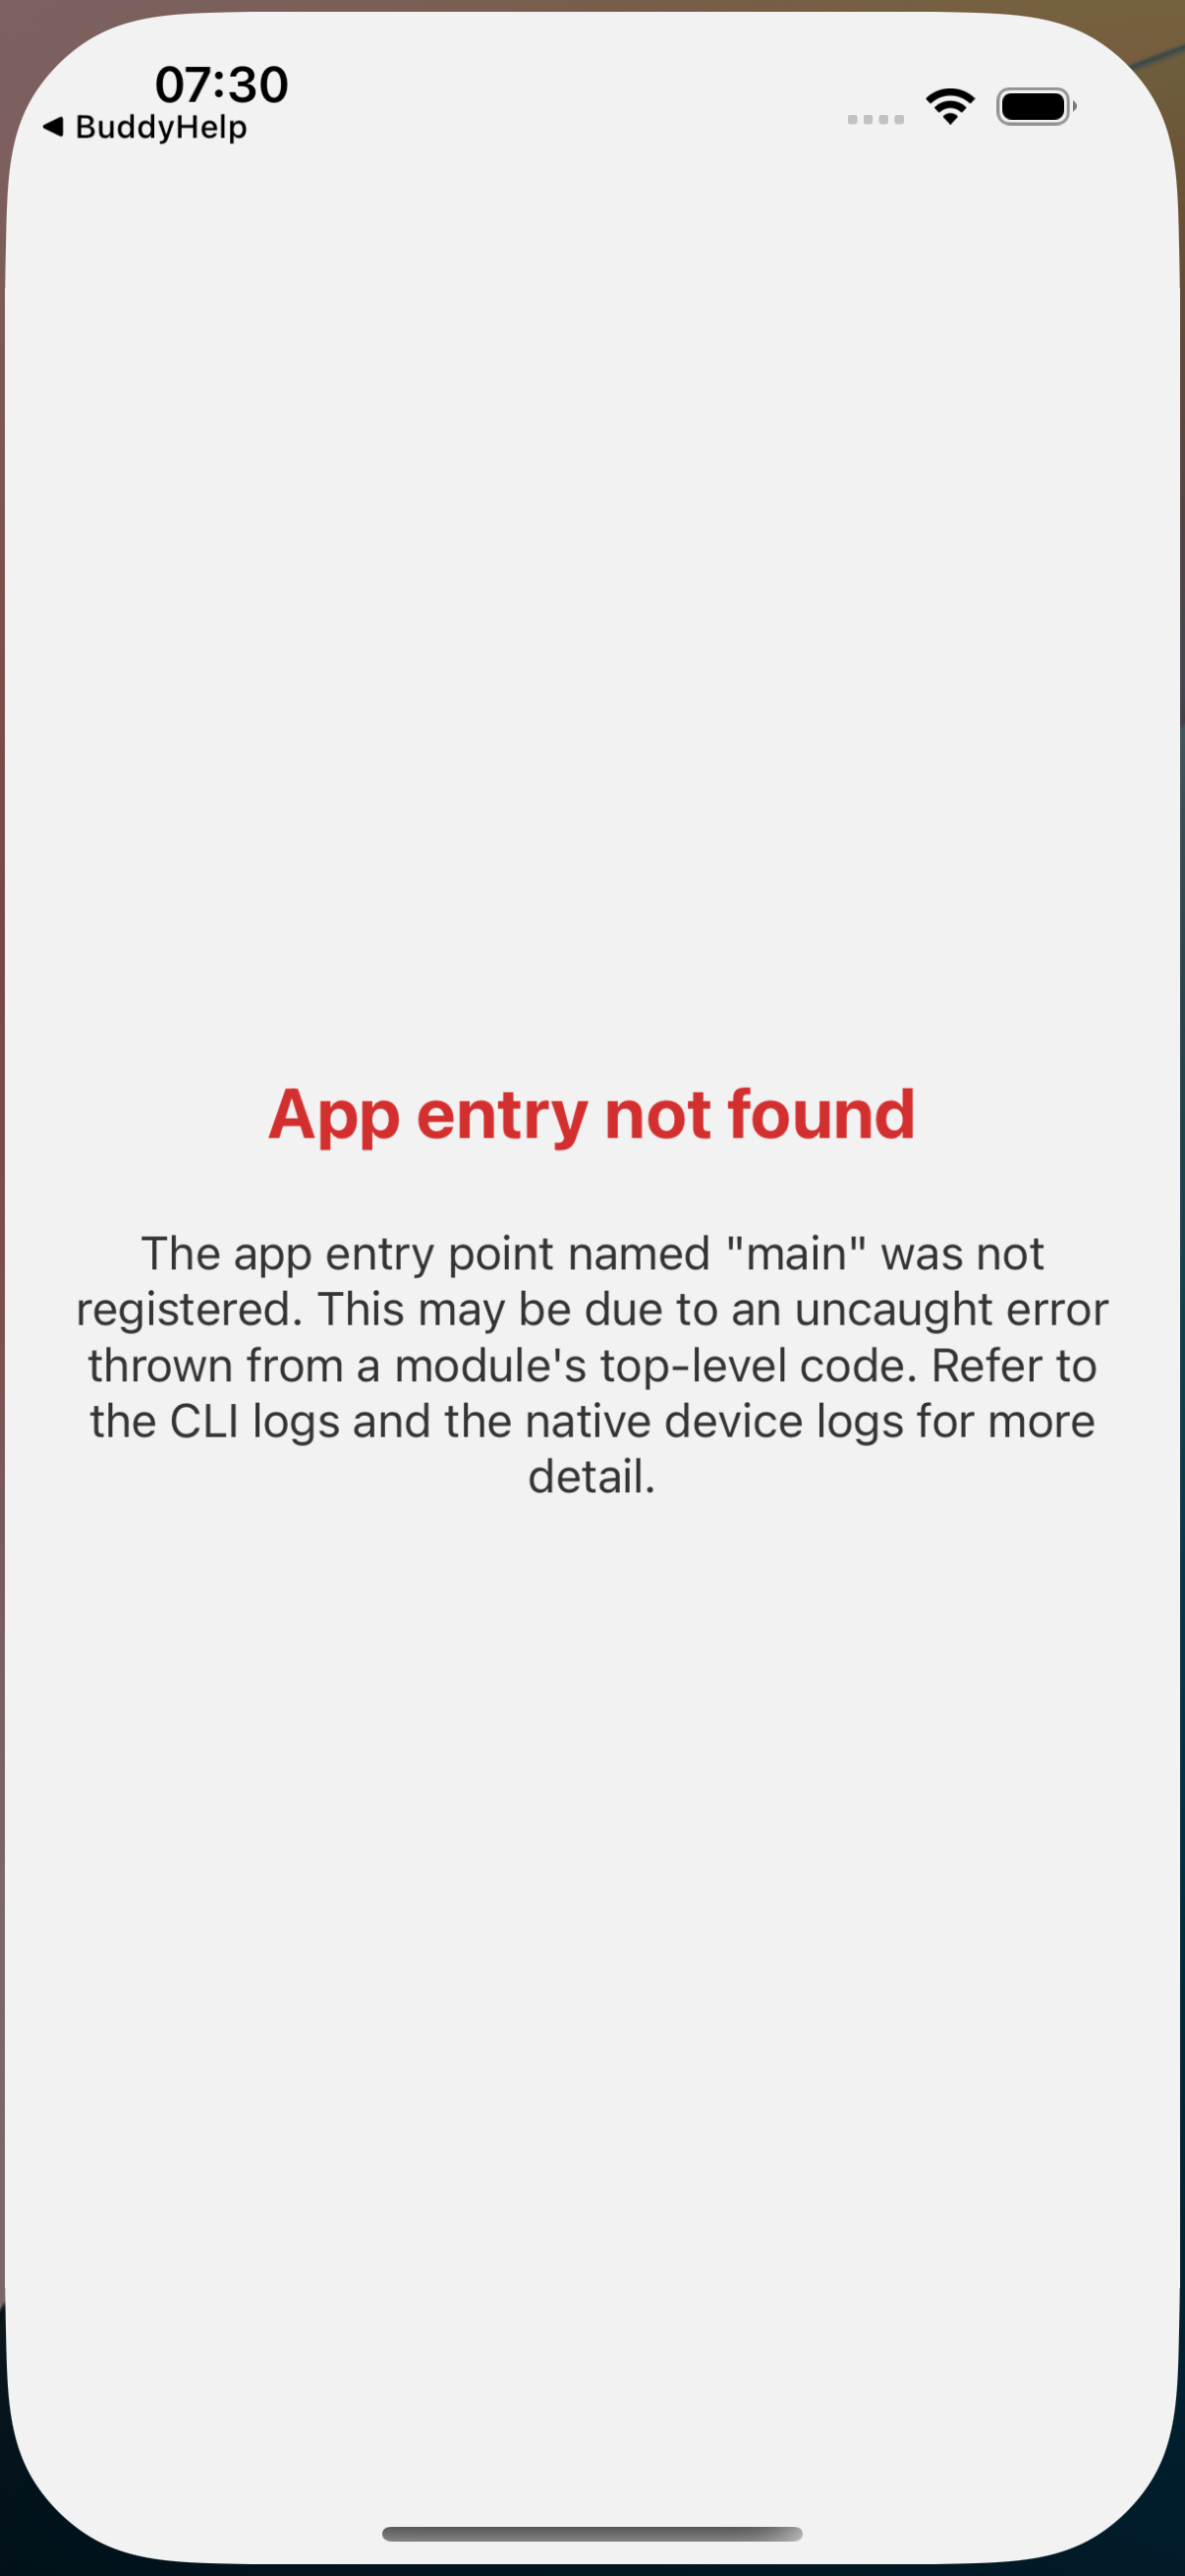 07:30
◀ BuddyHelp
App entry not found
The app entry point named "main" was not
registered. This may be due to an uncaught error
thrown from a module's top-level code. Refer to
the CLI logs and the native device logs for more
detail.